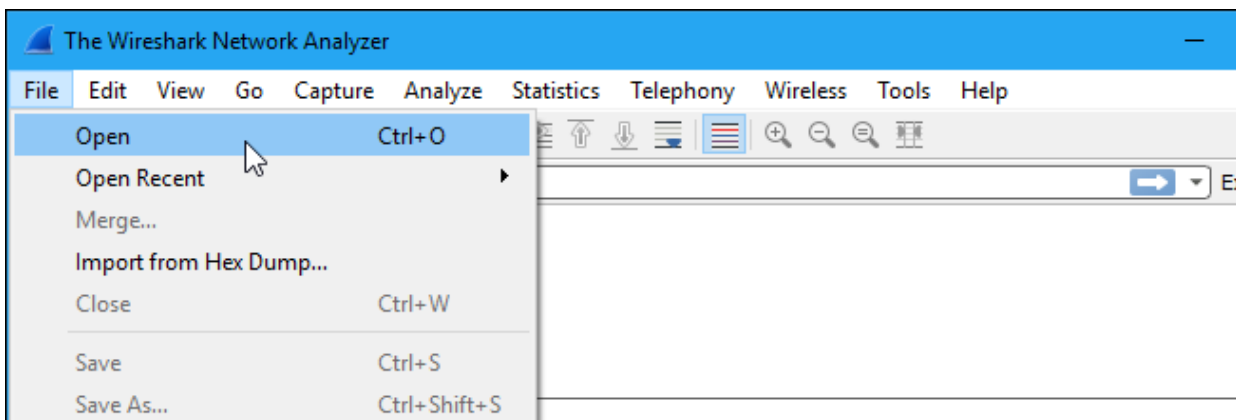 The Wireshark Network Analyzer
File Edit View Go Capture Analyze Statistics Telephony Wireless Tools Help
Open Ctrl+O
Open Recent
Merge...
Import from Hex Dump...
Close Ctrl+W
Save Ctrl+S
Save As... Ctrl+Shift+S